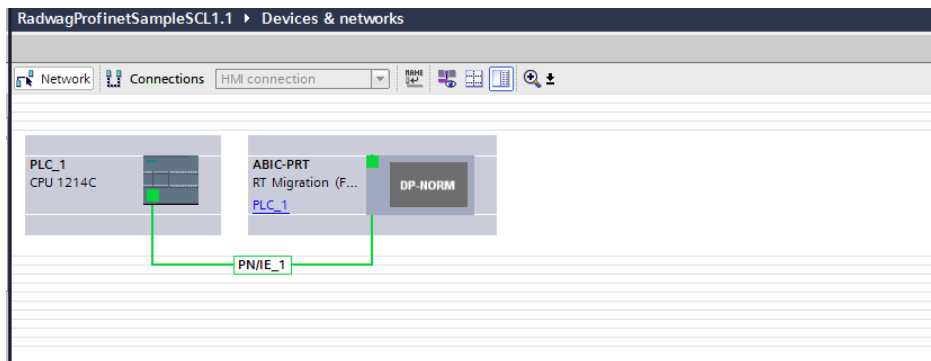 RadwagProfinetSampleSCL1.1 ▸ Devices & networks
Network Connections HMI connection
PLC_1
CPU 1214C
ABIC-PRT
RT Migration (F...
PLC_1
DP-NORM
PN/IE_1